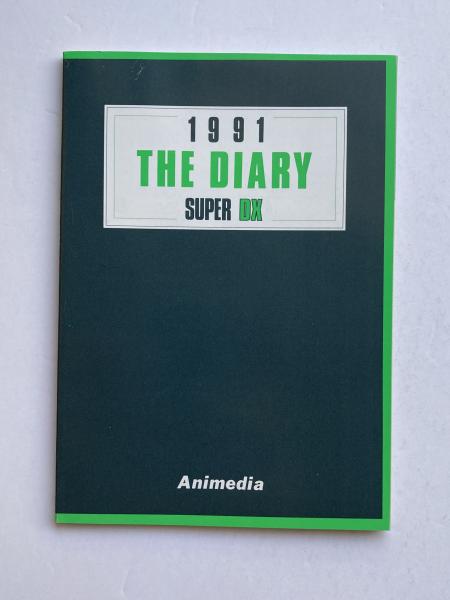 1991
THE DIARY
SUPER DX
Animedia